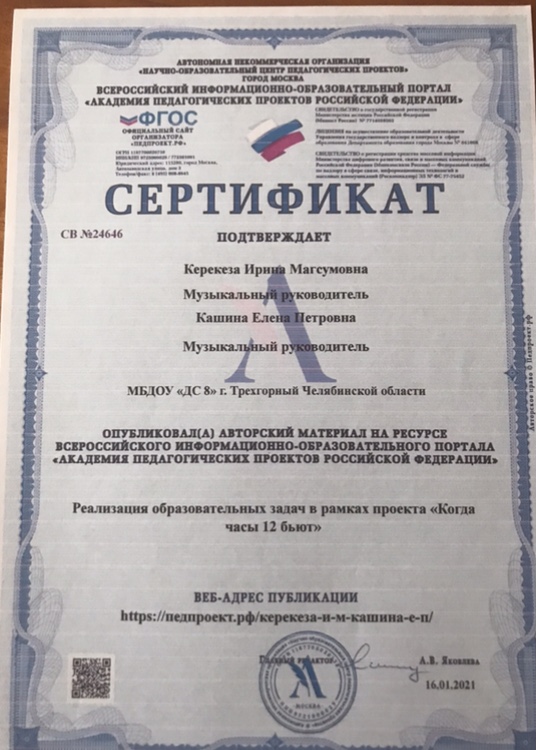 АВТОНОМНАЯ НЕКОММЕРЧЕСКАЯ ОРГАНИЗАЦИЯ
«НАУЧНО-ОБРАЗОВАТЕЛЬНЫЙ ЦЕНТР ПЕДАГОГИЧЕСКИХ ПРОЕКТОВ»
ГОРОД МОСКВА
ВСЕРОССИЙСКИЙ ИНФОРМАЦИОННО-ОБРАЗОВАТЕЛЬНЫЙ ПОРТАЛ
«АКАДЕМИЯ ПЕДАГОГИЧЕСКИХ ПРОЕКТОВ РОССИЙСКОЙ ФЕДЕРАЦИИ»
ФГОС
ОФИЦИАЛЬНЫЙ САЙТ
ОРГАНИЗАТОРА
«ПЕДПРОЕКТ.РФ»
СЕРТИФИКАТ
СВ №24646
ПОДТВЕРЖДАЕТ
Керекеза Ирина Магсумовна
Музыкальный руководитель
Кашина Елена Петровна
Музыкальный руководитель
МБДОУ «ДС 8» г. Трехгорный Челябинской области
ОПУБЛИКОВАЛ(А) АВТОРСКИЙ МАТЕРИАЛ НА РЕСУРСЕ
ВСЕРОССИЙСКОГО ИНФОРМАЦИОННО-ОБРАЗОВАТЕЛЬНОГО ПОРТАЛА
«АКАДЕМИЯ ПЕДАГОГИЧЕСКИХ ПРОЕКТОВ РОССИЙСКОЙ ФЕДЕРАЦИИ»
Реализация образовательных задач в рамках проекта «Когда
часы 12 бьют»
ВЕБ-АДРЕС ПУБЛИКАЦИИ
https://педпроект.рф/керекеза-и-м-кашина-е-п/
Главный редактор
А.В. Яковлева
МОСКВА
16.01.2021
Авторское право © Педпроект.рф